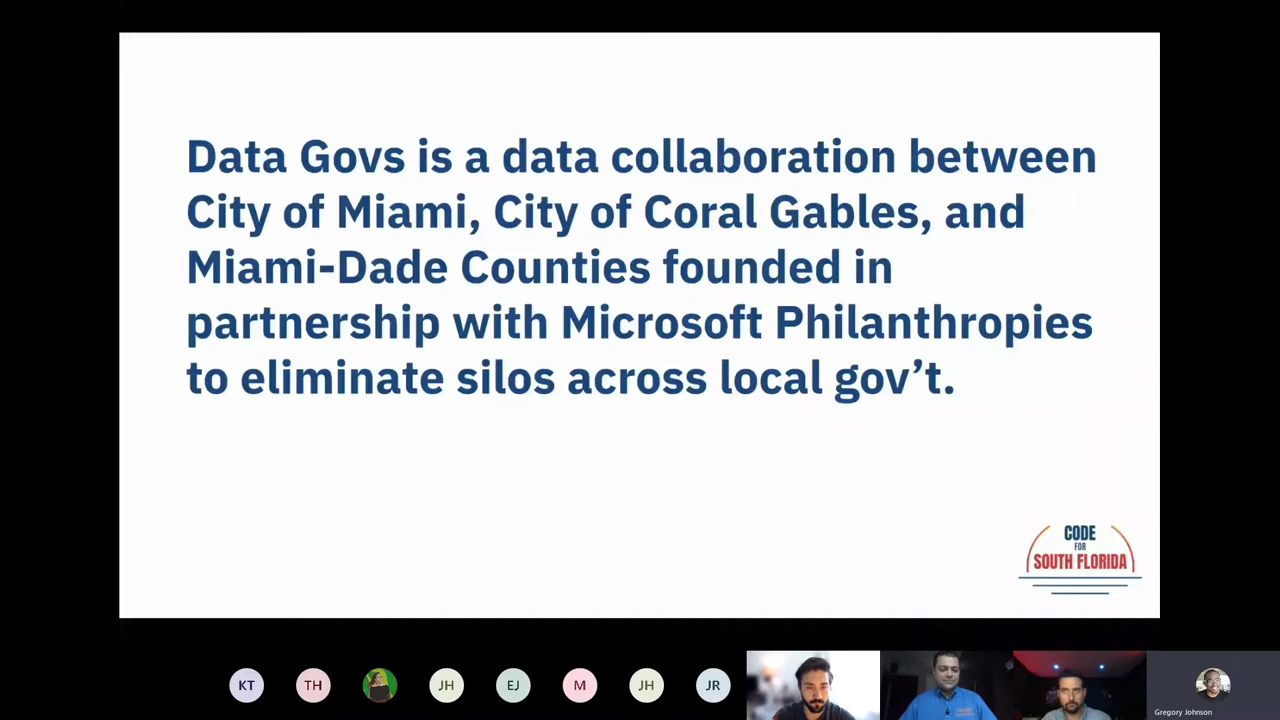 Data Govs is a data collaboration between
City of Miami, City of Coral Gables, and
Miami-Dade Counties founded in
partnership with Microsoft Philanthropies
to eliminate silos across local gov’t.
CODE
FOR
SOUTH FLORIDA
KT TH JH EJ M JH JR
Gregory Johnson